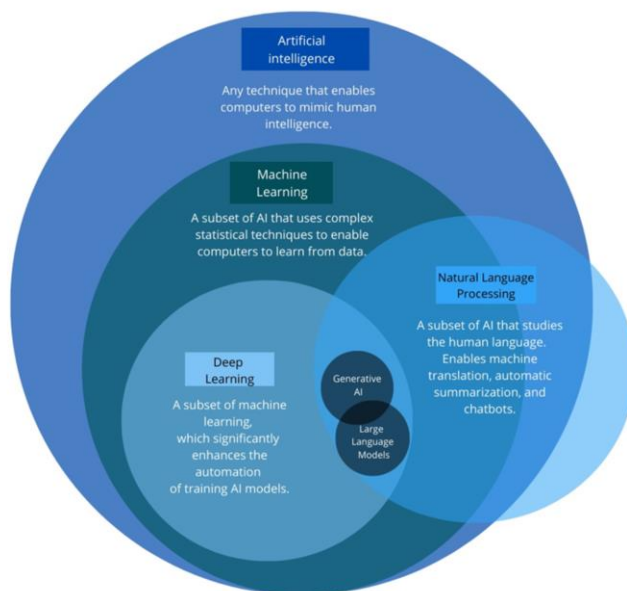 Artificial
intelligence
Any technique that enables
computers to mimic human
intelligence.
Machine
Learning
A subset of AI that uses complex
statistical techniques to enable
computers to learn from data.
Natural Language
Processing
A subset of AI that studies
the human language.
Enables machine
translation, automatic
summarization, and
chatbots.
Deep
Learning
A subset of machine
learning,
which significantly
enhances the
automation
of training AI models.
Generative
AI
Large
Language
Models